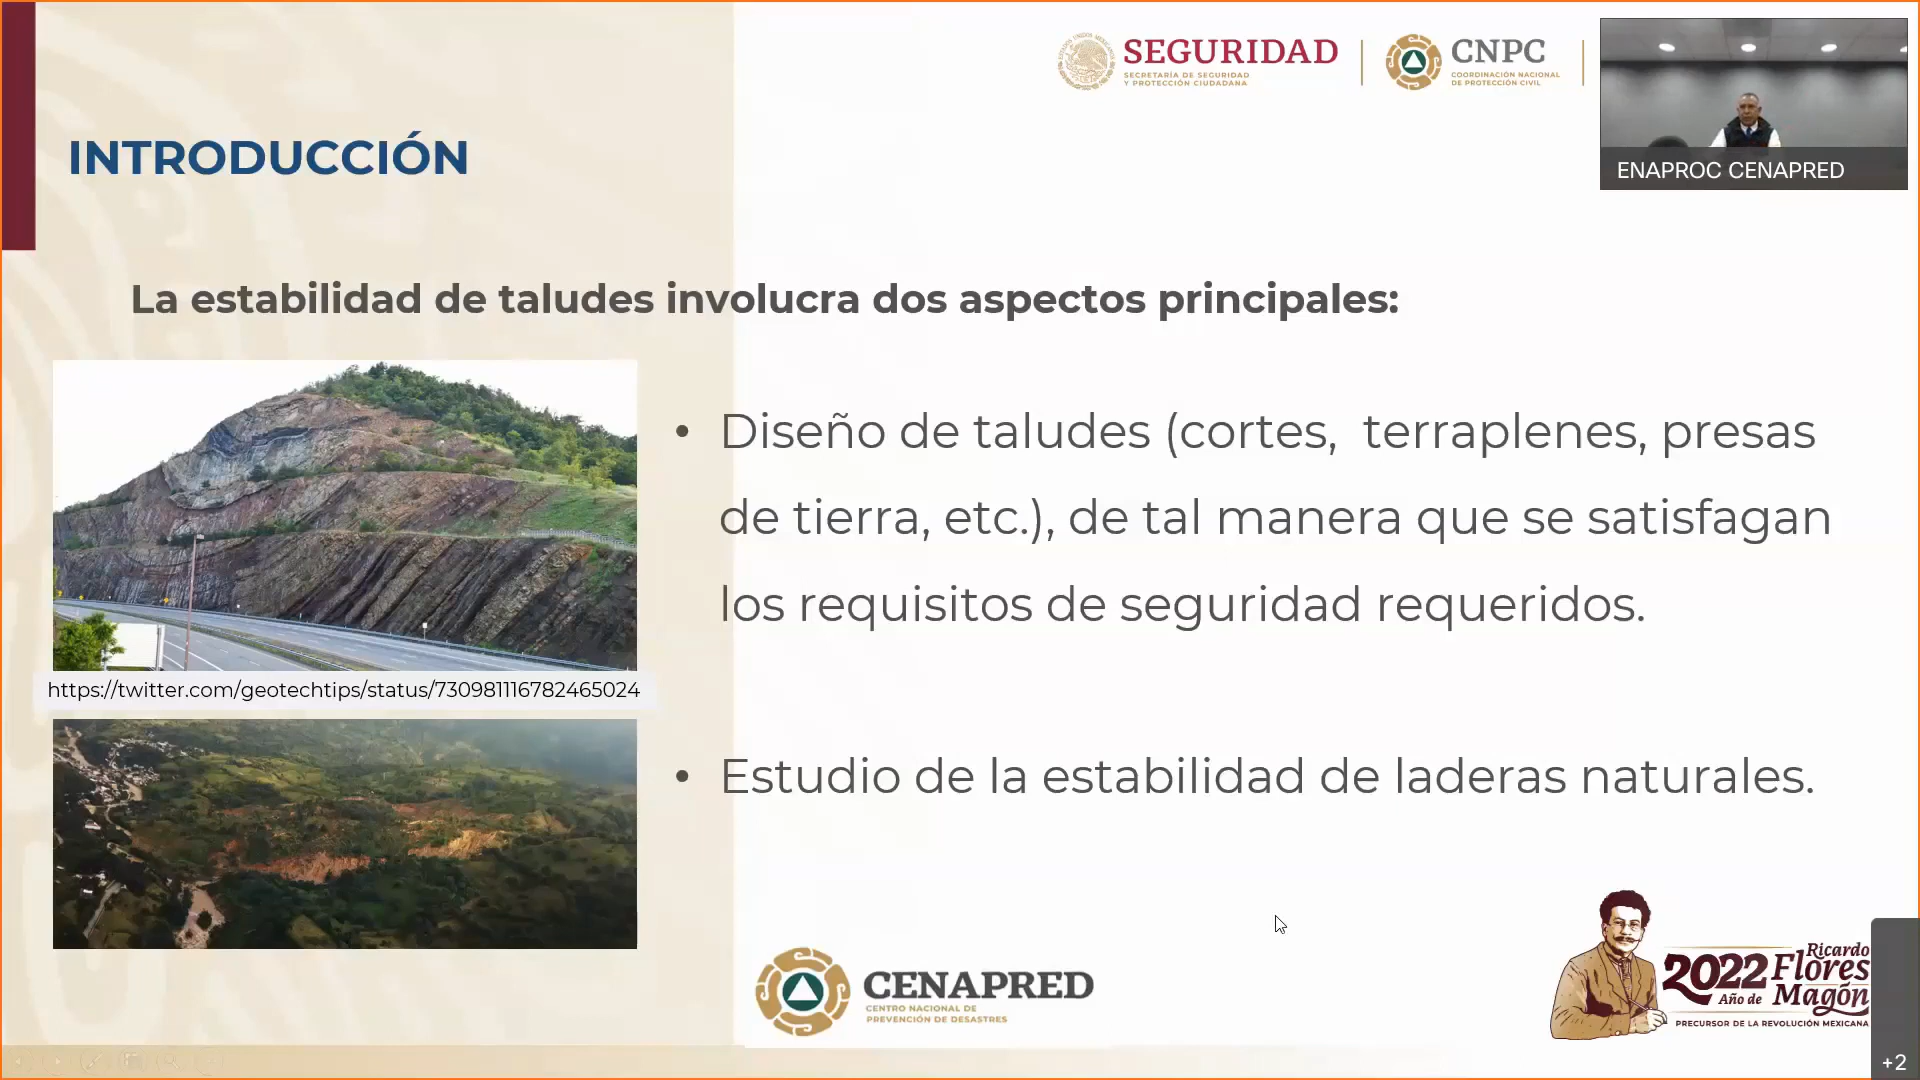 SEGURIDAD
SECRETARÍA DE SEGURIDAD
Y PROTECCIÓN CIUDADANA
CNPC
COORDINACIÓN NACIONAL
DE PROTECCIÓN CIVIL
ENAPROC CENAPRED
INTRODUCCIÓN
La estabilidad de taludes involucra dos aspectos principales:
• Diseño de taludes (cortes,  terraplenes, presas
de tierra, etc.), de tal manera que se satisfagan
los requisitos de seguridad requeridos.
https://twitter.com/geotechtips/status/730981116782465024
• Estudio de la estabilidad de laderas naturales.
CENAPRED
CENTRO NACIONAL DE
PREVENCIÓN DE DESASTRES
2022
Año de
Ricardo
Flores
Magón
PRECURSOR DE LA REVOLUCIÓN MEXICANA
+2